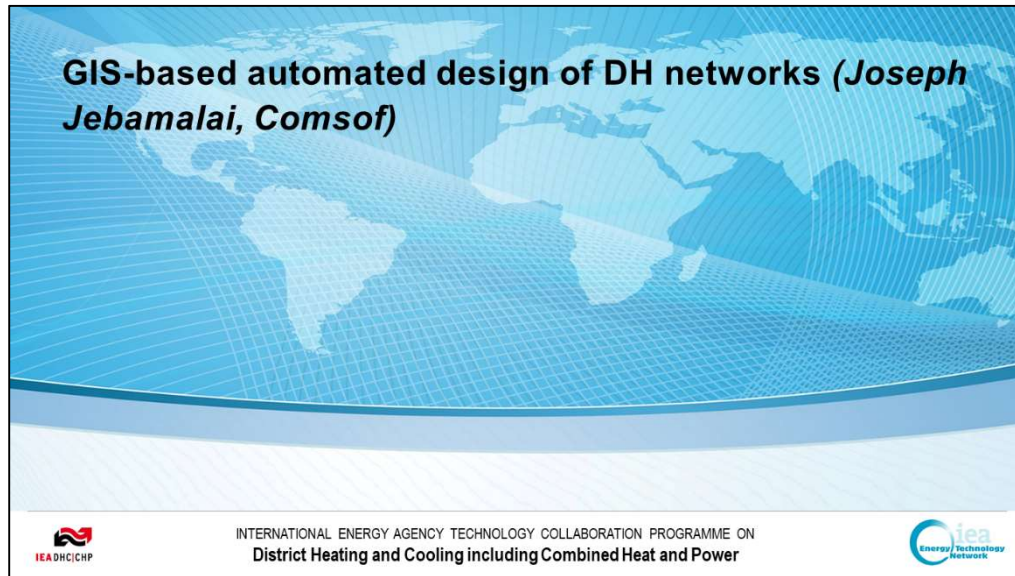 GIS-based automated design of DH networks (Joseph
Jebamalai, Comsof)
IEA DHC|CHP
INTERNATIONAL ENERGY AGENCY TECHNOLOGY COLLABORATION PROGRAMME ON
District Heating and Cooling including Combined Heat and Power
iea
Energy Technology
Network